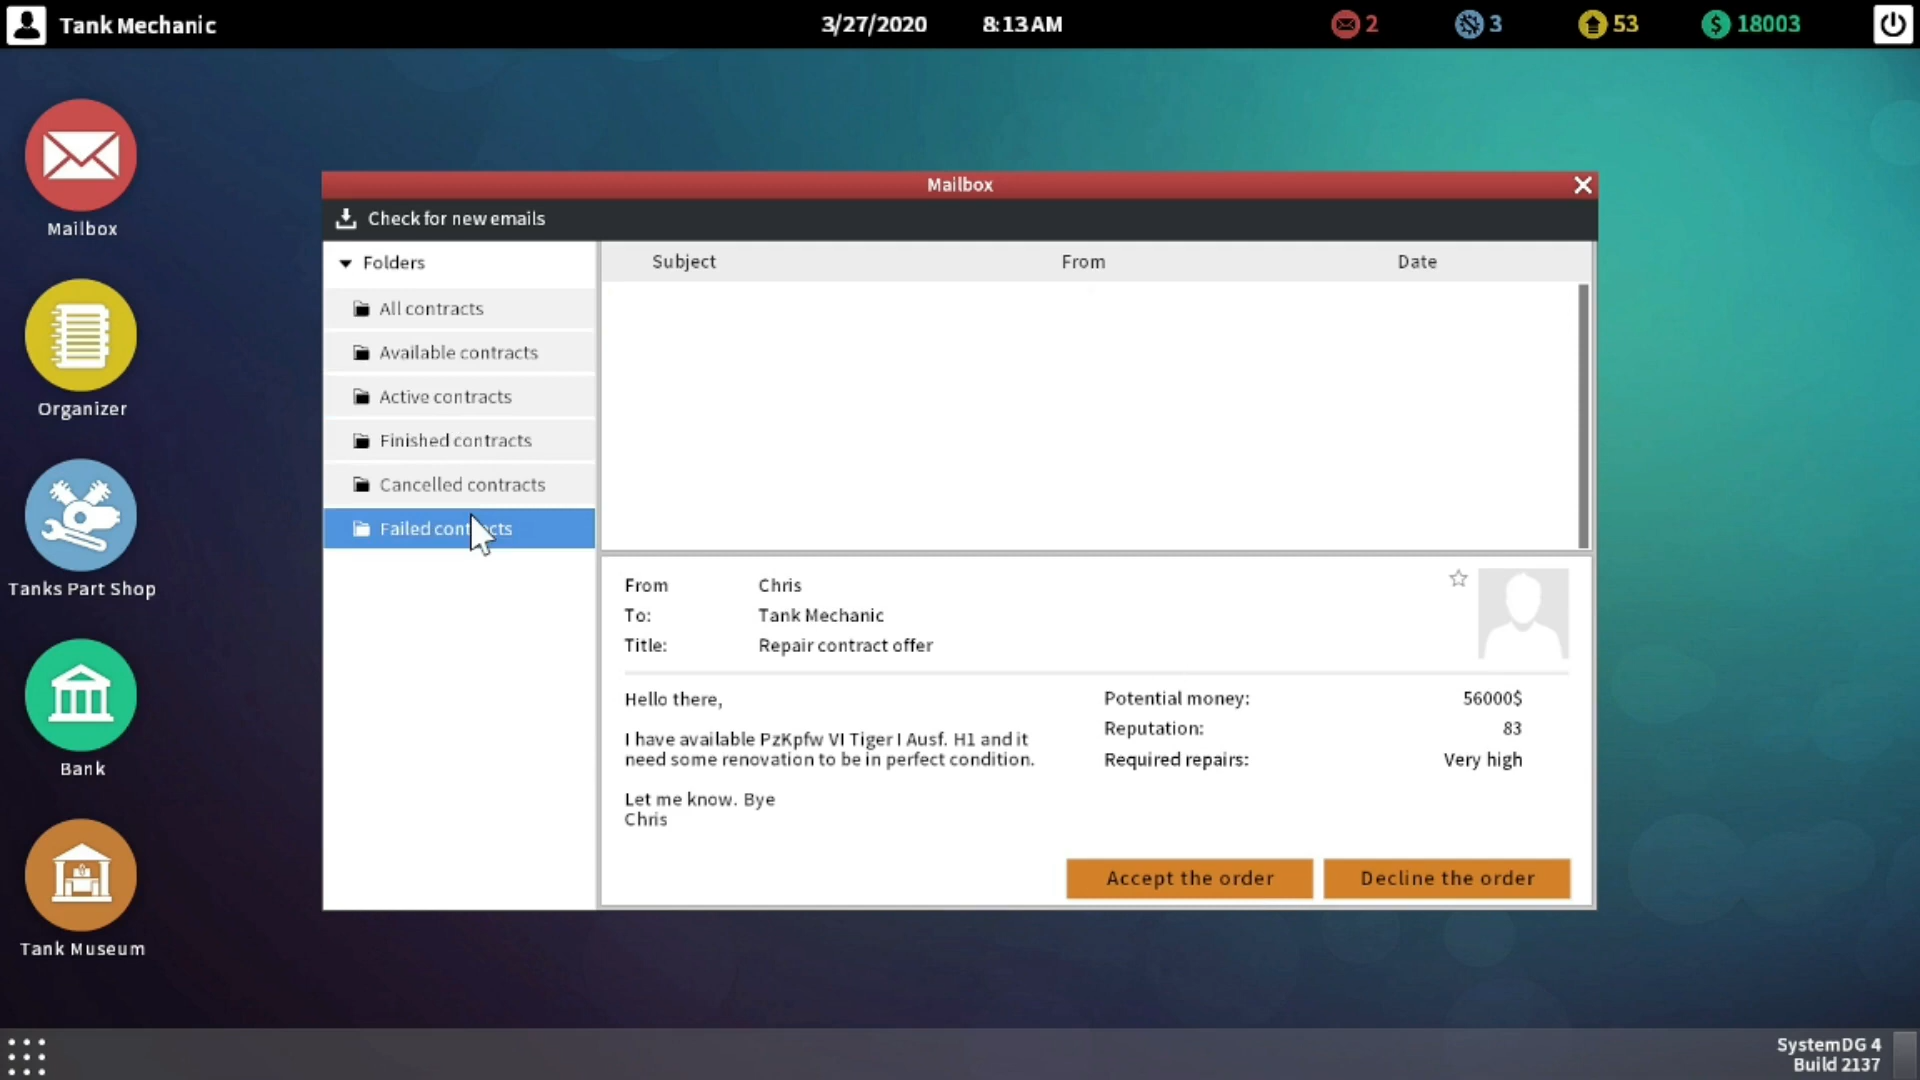 Tank Mechanic
3/27/2020 8:13 AM
2 3 53 18003
Mailbox
Organizer
Tanks Part Shop
Bank
Tank Museum
Mailbox
Check for new emails
Folders
All contracts
Available contracts
Active contracts
Finished contracts
Cancelled contracts
Failed contracts
Subject From Date
From Chris
To: Tank Mechanic
Title: Repair contract offer
Hello there,
I have available PzKpfw VI Tiger I Ausf. H1 and it
need some renovation to be in perfect condition.
Let me know. Bye
Chris
Potential money: 56000$
Reputation: 83
Required repairs: Very high
Accept the order
Decline the order
SystemDG 4
Build 2137